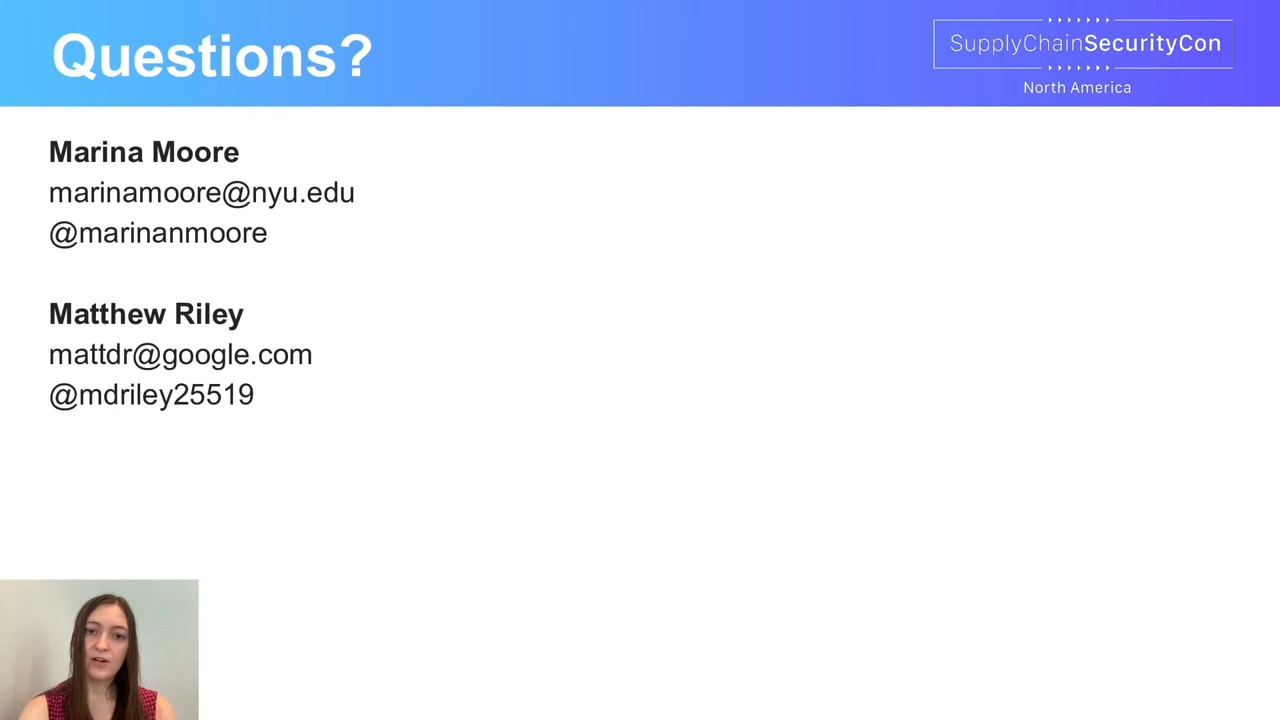 Questions?
SupplyChainSecurityCon
North America
Marina Moore
marinamoore@nyu.edu
@marinanmoore
Matthew Riley
mattdr@google.com
@mdriley25519